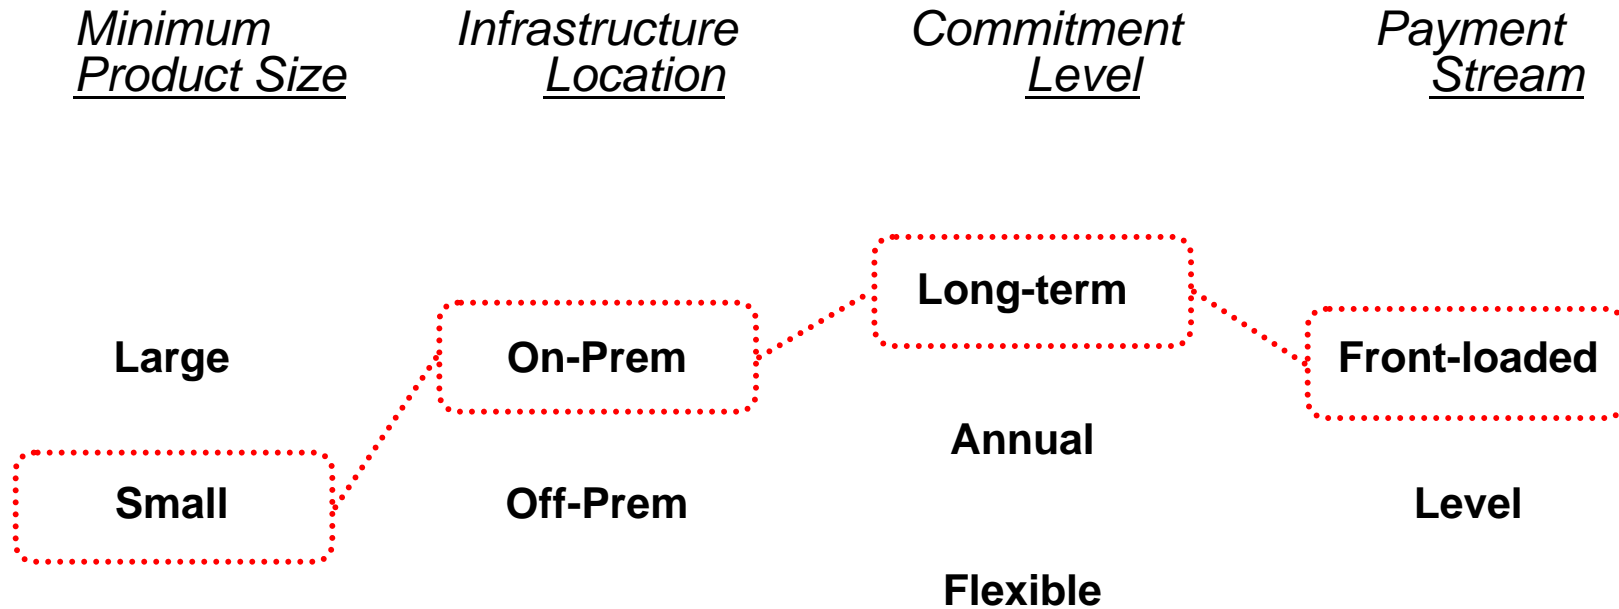 Minimum
Product Size
Infrastructure
Location
Commitment
Level
Payment
Stream
Large
Small
On-Prem
Off-Prem
Long-term
Annual
Flexible
Front-loaded
Level